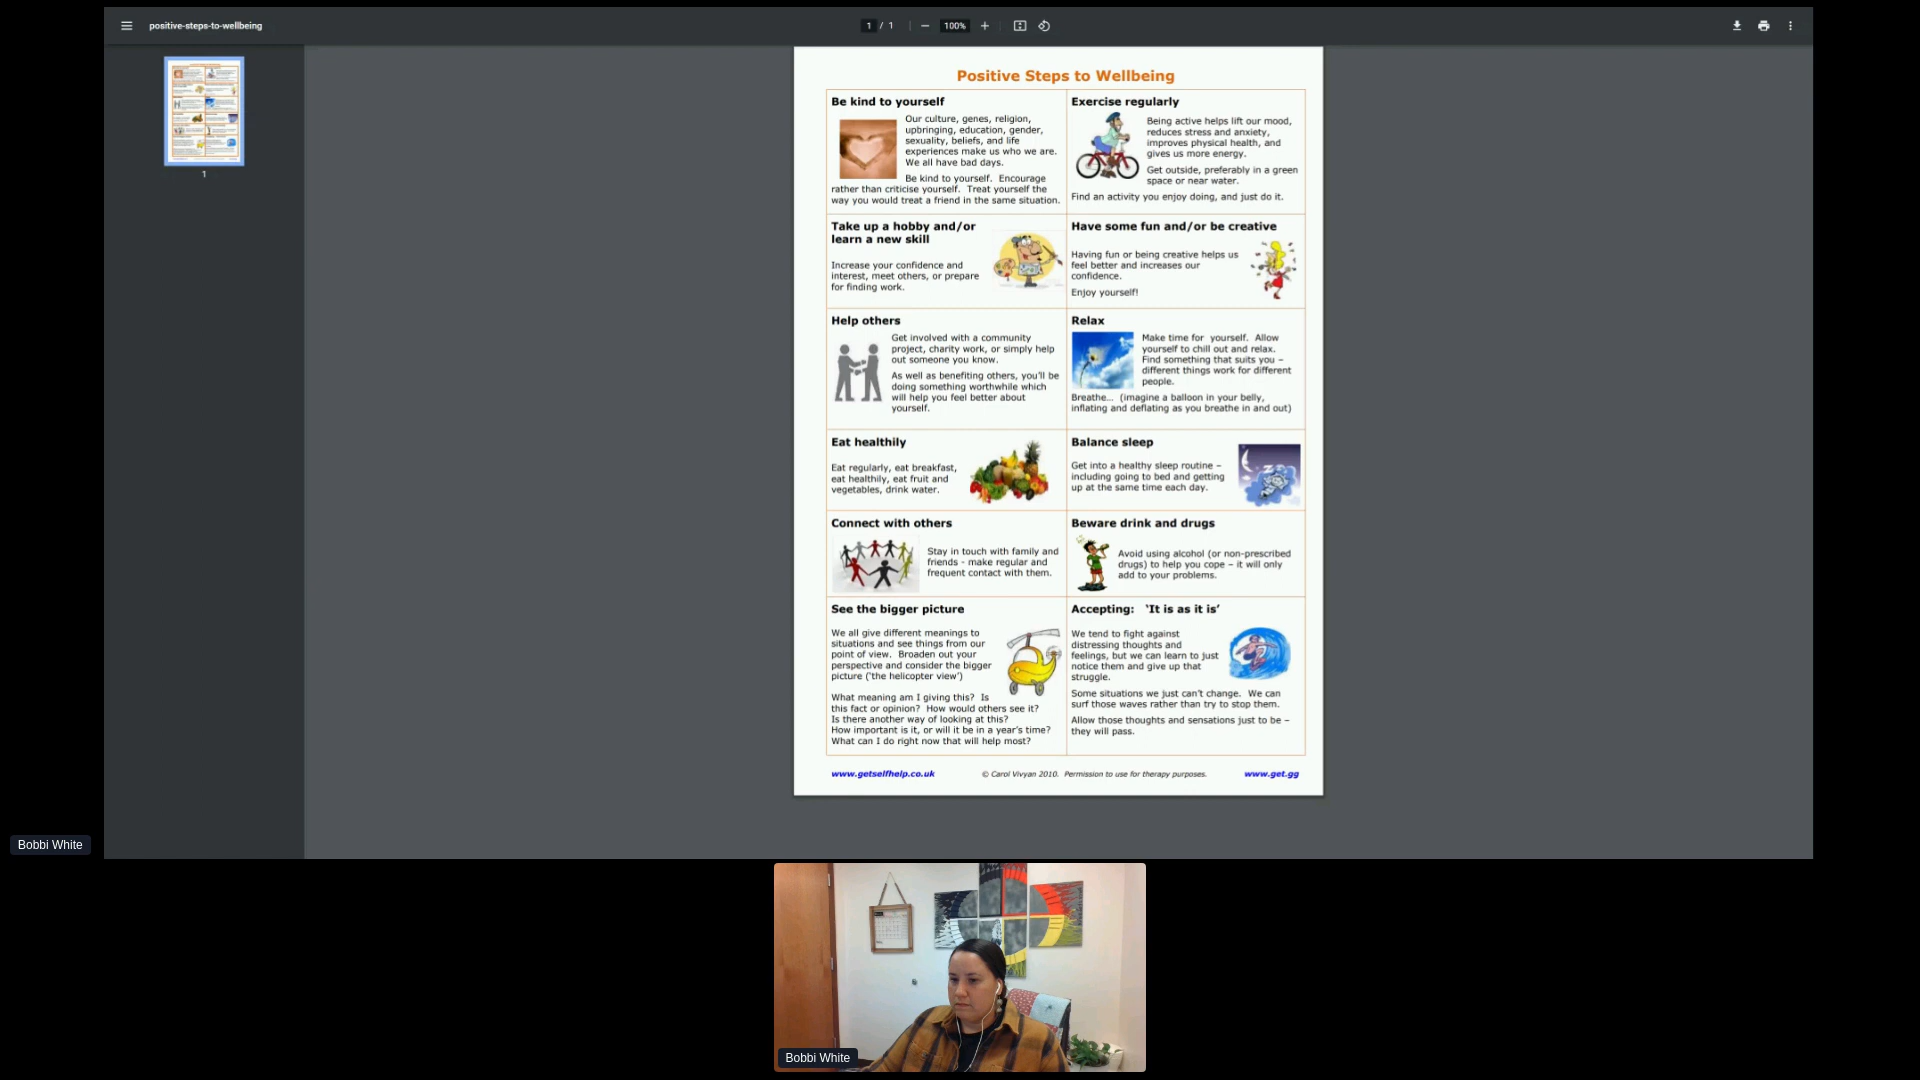 positive-steps-to-wellbeing
1 / 1
100%
1
Positive Steps to Wellbeing
Be kind to yourself
Our culture, genes, religion,
upbringing, education, gender,
sexuality, beliefs, and life
experiences make us who we are.
We all have bad days.
Be kind to yourself.  Encourage
rather than criticise yourself.  Treat yourself the
way you would treat a friend in the same situation.
Exercise regularly
Being active helps lift our mood,
reduces stress and anxiety,
improves physical health, and
gives us more energy.
Get outside, preferably in a green
space or near water.
Find an activity you enjoy doing, and just do it.
Take up a hobby and/or
learn a new skill
Increase your confidence and
interest, meet others, or prepare
for finding work.
Have some fun and/or be creative
Having fun or being creative helps us
feel better and increases our
confidence.
Enjoy yourself!
Help others
Get involved with a community
project, charity work, or simply help
out someone you know.
As well as benefiting others, you'll be
doing something worthwhile which
will help you feel better about
yourself.
Relax
Make time for  yourself.  Allow
yourself to chill out and relax.
Find something that suits you –
different things work for different
people.
Breathe...  (imagine a balloon in your belly,
inflating and deflating as you breathe in and out)
Eat healthily
Eat regularly, eat breakfast,
eat healthily, eat fruit and
vegetables, drink water.
Balance sleep
Get into a healthy sleep routine –
including going to bed and getting
up at the same time each day.
Connect with others
Stay in touch with family and
friends - make regular and
frequent contact with them.
Beware drink and drugs
Avoid using alcohol (or non-prescribed
drugs) to help you cope – it will only
add to your problems.
See the bigger picture
We all give different meanings to
situations and see things from our
point of view.  Broaden out your
perspective and consider the bigger
picture ('the helicopter view')
What meaning am I giving this?  Is
this fact or opinion?  How would others see it?
Is there another way of looking at this?
How important is it, or will it be in a year's time?
What can I do right now that will help most?
Accepting:   'It is as it is'
We tend to fight against
distressing thoughts and
feelings, but we can learn to just
notice them and give up that
struggle.
Some situations we just can't change.  We can
surf those waves rather than try to stop them.
Allow those thoughts and sensations just to be –
they will pass.
www.getselfhelp.co.uk
© Carol Vivyan 2010.  Permission to use for therapy purposes.
www.get.gg
Bobbi White
Bobbi White